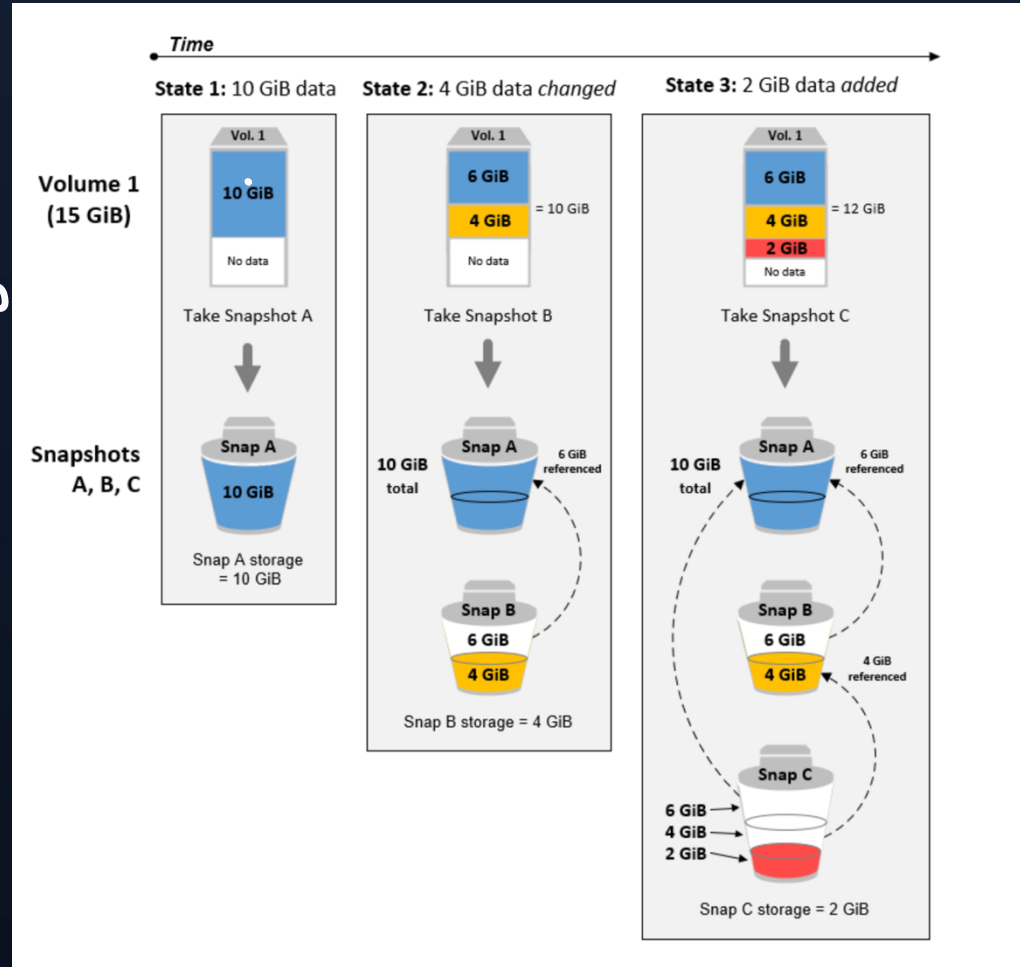 Time
State 1: 10 GiB data
State 2: 4 GiB data changed
State 3: 2 GiB data added
Volume 1
(15 GiB)
Vol. 1
10 GiB
No data
Take Snapshot A
Vol. 1
6 GiB
4 GiB
= 10 GiB
No data
Take Snapshot B
Vol. 1
6 GiB
4 GiB
= 12 GiB
2 GiB
No data
Take Snapshot C
Snapshots
A, B, C
Snap A
10 GiB
Snap A storage
= 10 GiB
10 GiB
total
Snap A
6 GiB
referenced
Snap B
6 GiB
4 GiB
Snap B storage = 4 GiB
10 GiB
total
Snap A
6 GiB
referenced
Snap B
6 GiB
4 GiB
4 GiB
referenced
Snap C
6 GiB
4 GiB
2 GiB
Snap C storage = 2 GiB